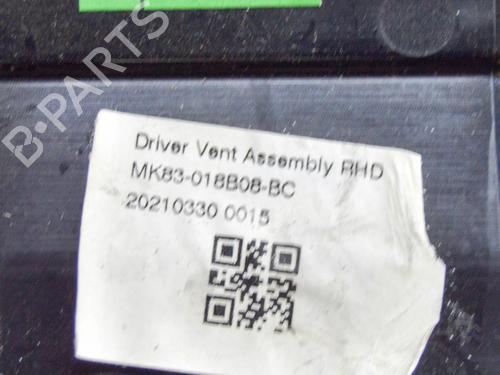 B-PARTS
Driver Vent Assembly RHD
MK83-018B08-BC
20210330 0015